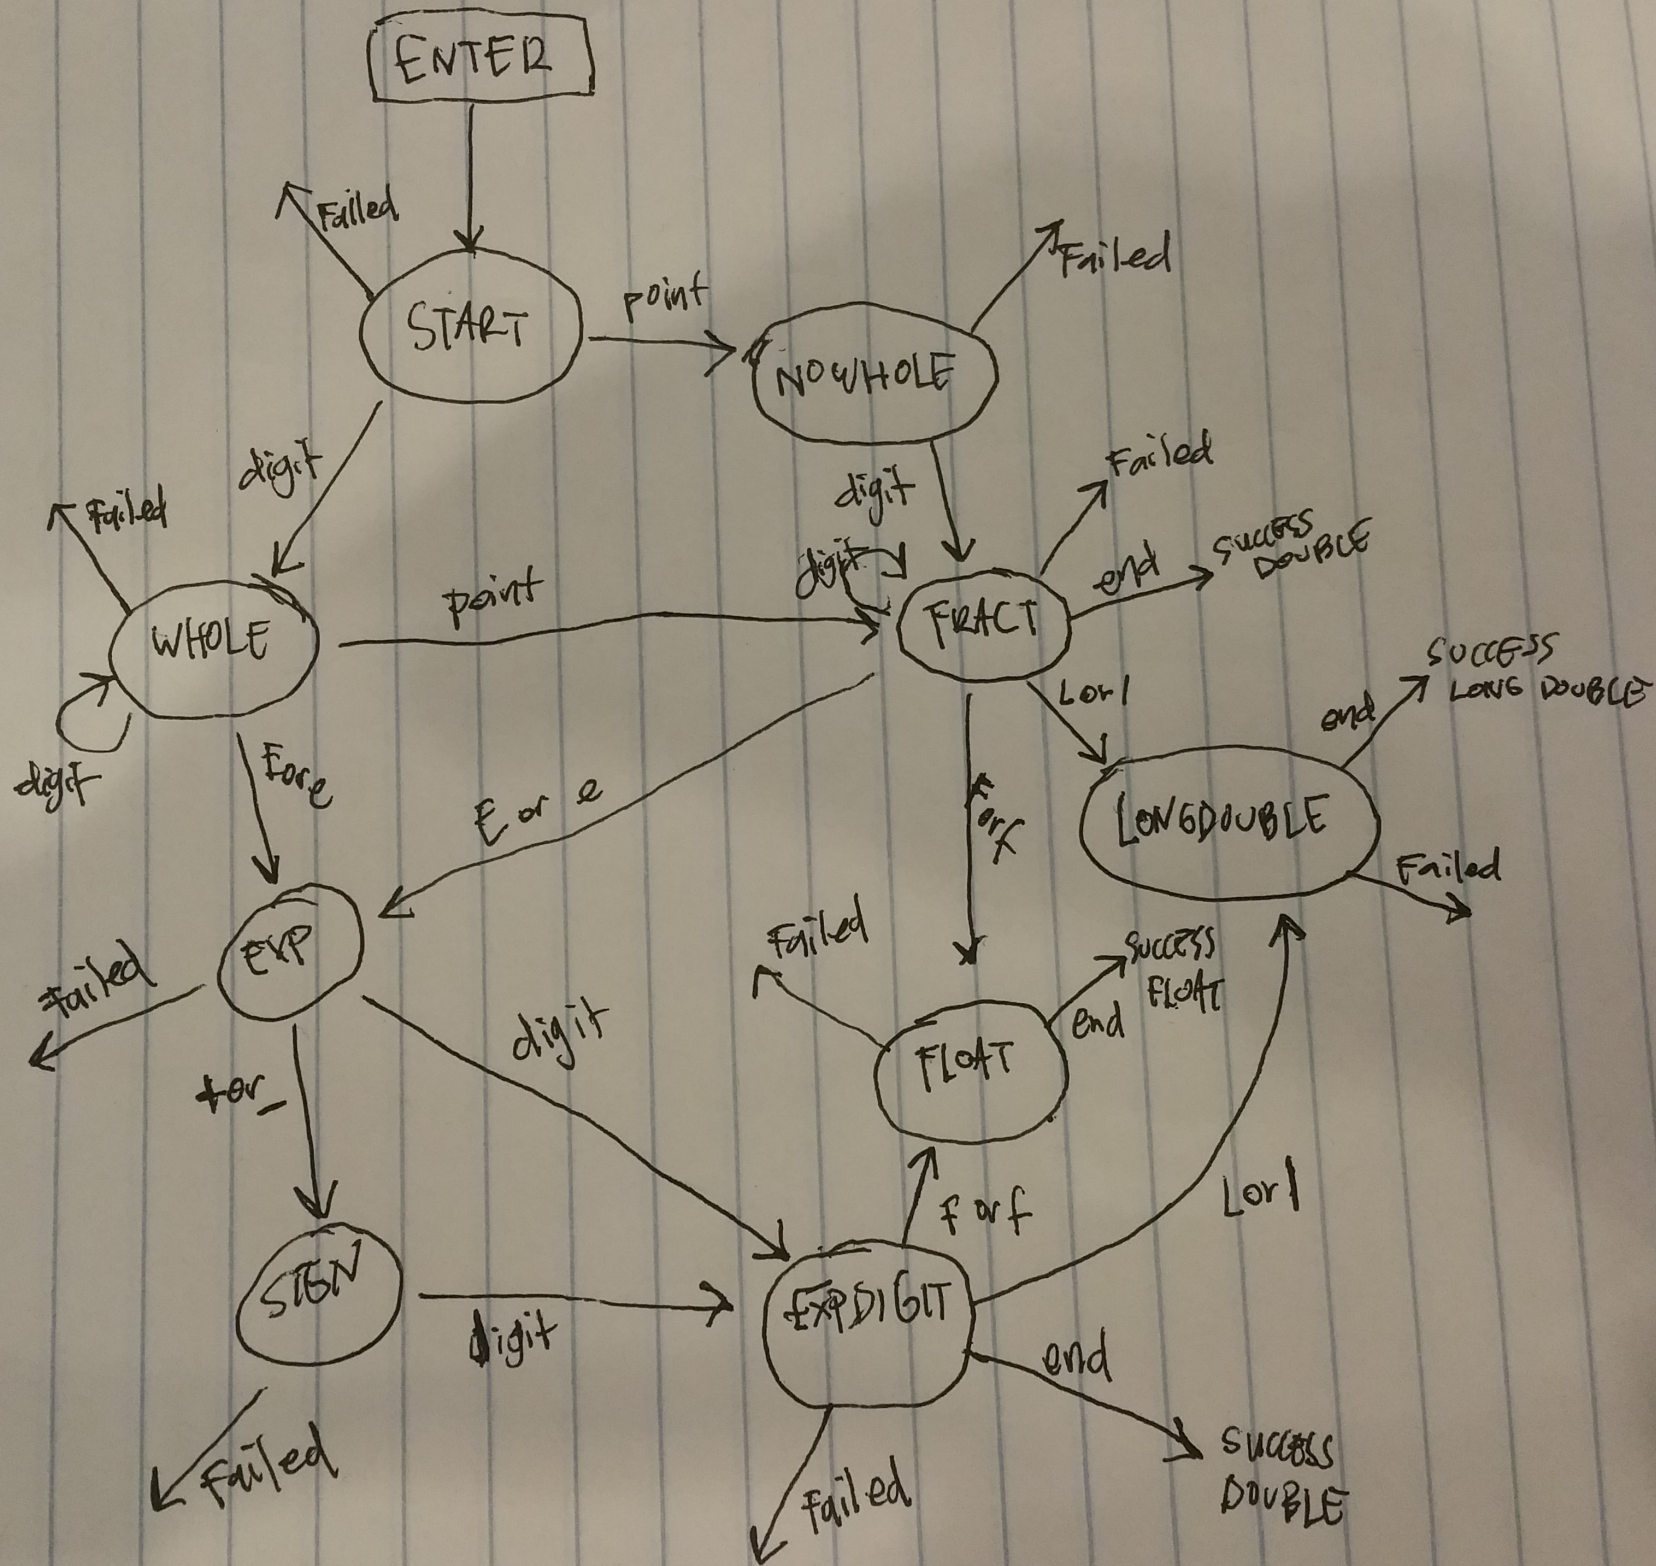 ENTER
Failed
START
point
Failed
NOWHOLE
digit
digit
Failed
Failed
digit
SUCCESS
DOUBLE
end
point
FRACT
WHOLE
SUCCESS
LONG DOUBLE
L or l
end
digit
E or e
E or e
F or f
LONGDOUBLE
Failed
Failed
SUCCESS
FLOAT
EXP
Failed
end
digit
FLOAT
+ or -
L or l
F or f
SIGN
EXPDIGIT
digit
end
Failed
SUCCESS
DOUBLE
Failed